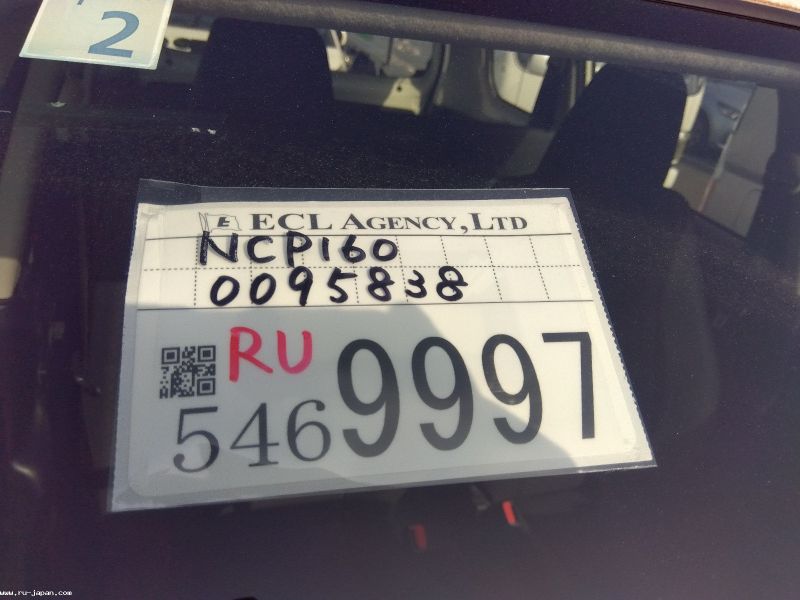 2
ECL AGENCY, LTD
NCP160
0095838
RU
5469997
www.ru-japan.com